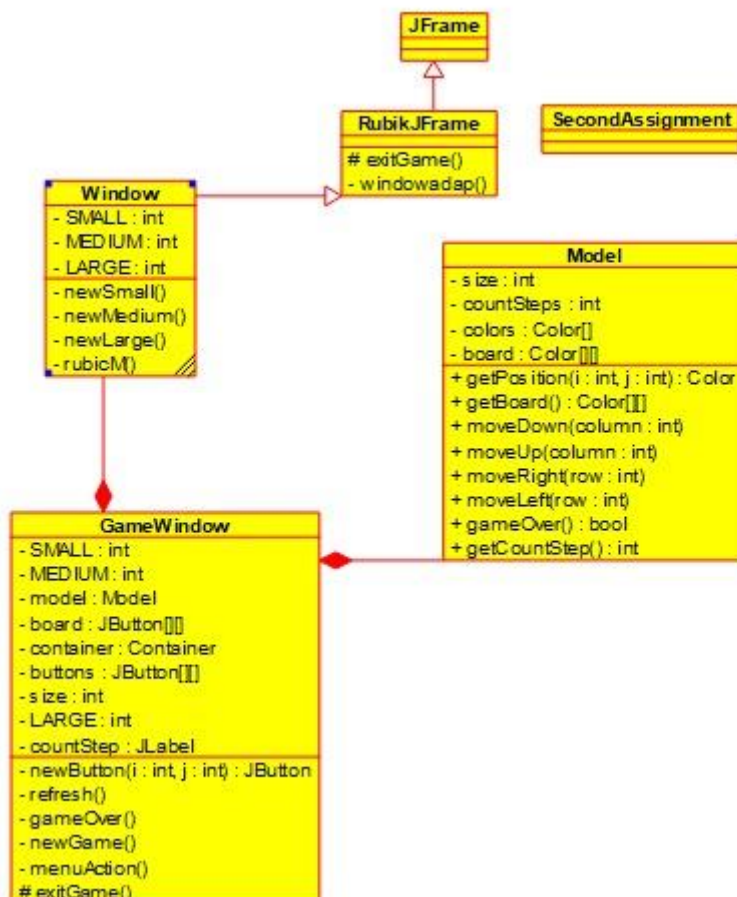 JFrame
RubikJFrame
# exitGame()
- windowadap()
SecondAssignment
Window
- SMALL : int
- MEDIUM : int
- LARGE : int
- newSmall()
- newMedium()
- newLarge()
- rubicM()
Model
- size : int
- countSteps : int
- colors : Color[]
- board : Color[][]
+ getPosition(i : int, j : int) : Color
+ getBoard() : Color[][]
+ moveDown(column : int)
+ moveUp(column : int)
+ moveRight(row : int)
+ moveLeft(row : int)
+ gameOver() : bool
+ getCountStep() : int
GameWindow
- SMALL : int
- MEDIUM : int
- model : Model
- board : JButton[][]
- container : Container
- buttons : JButton[][]
- size : int
- LARGE : int
- countStep : JLabel
- newButton(i : int, j : int) : JButton
- refresh()
- gameOver()
- newGame()
- menuAction()
# exitGame()